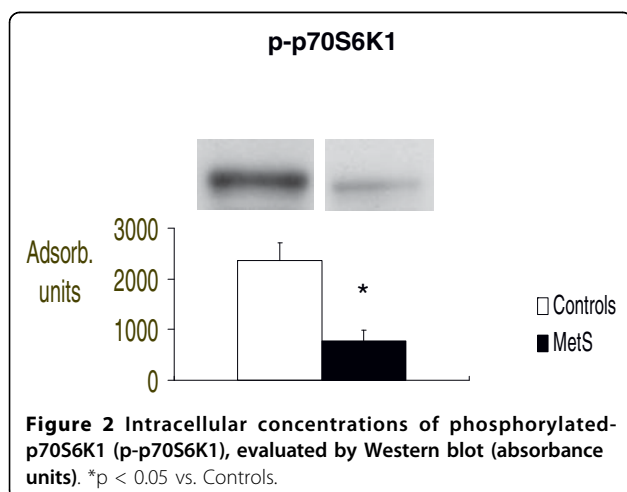 p-p70S6K1
3000
Adsorb.
units
2000
*
1000
0
Controls
MetS
Figure 2 Intracellular concentrations of phosphorylated-
p70S6K1 (p-p70S6K1), evaluated by Western blot (absorbance
units). *p < 0.05 vs. Controls.